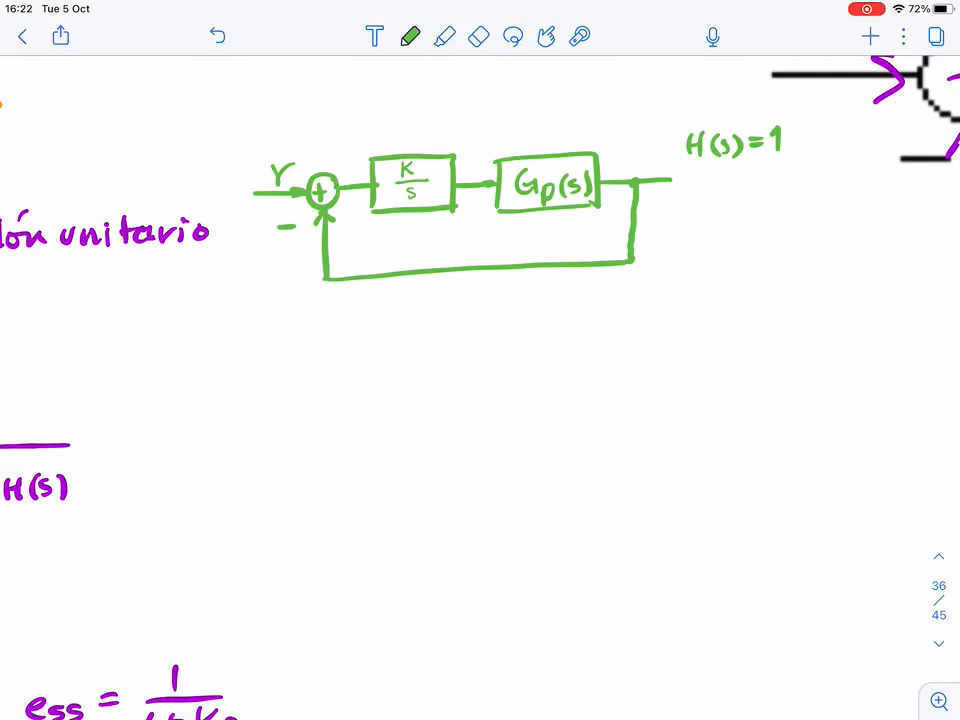 16:22 Tue 5 Oct
72%
H(s)=1
r
+
K/s
Gp(s)
-
ión unitario
H(s)
36
/
45
ess = 1